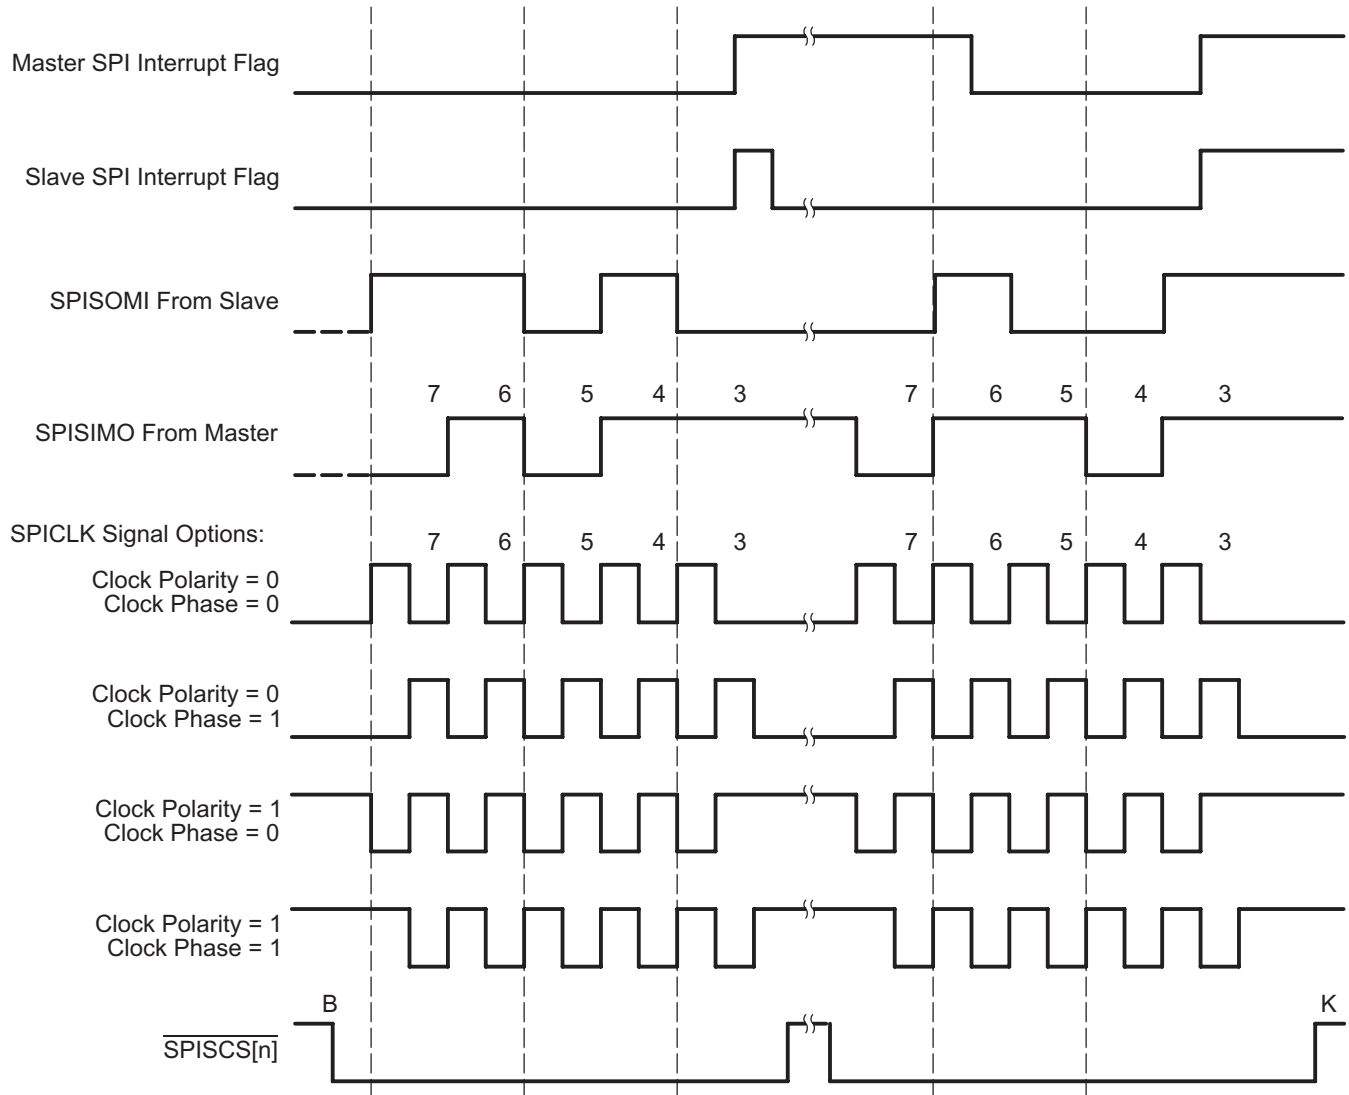 Master SPI Interrupt Flag
Slave SPI Interrupt Flag
SPISOMI From Slave
7 6 5 4 3 7 6 5 4 3
SPISIMO From Master
SPICLK Signal Options:
7 6 5 4 3 7 6 5 4 3
Clock Polarity = 0
Clock Phase = 0
Clock Polarity = 0
Clock Phase = 1
Clock Polarity = 1
Clock Phase = 0
Clock Polarity = 1
Clock Phase = 1
B K
SPISCS[n]